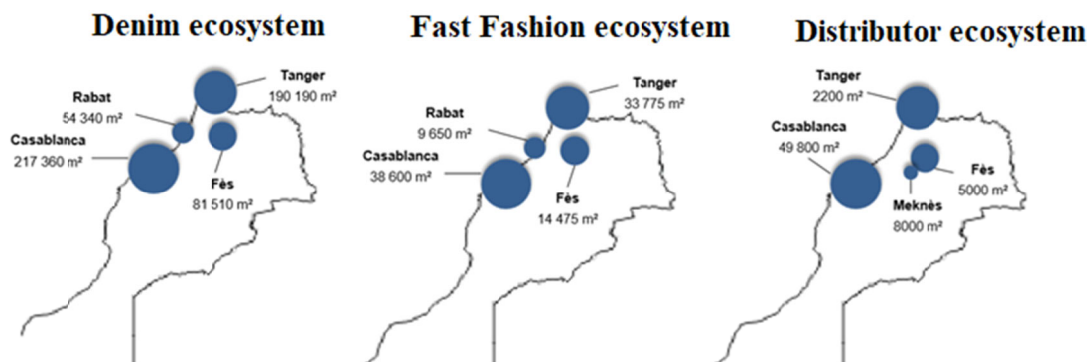 Denim ecosystem
Tanger
190 190 m²
Rabat
54 340 m²
Casablanca
217 360 m²
Fès
81 510 m²
Fast Fashion ecosystem
Tanger
33 775 m²
Rabat
9 650 m²
Casablanca
38 600 m²
Fès
14 475 m²
Distributor ecosystem
Tanger
2200 m²
Casablanca
49 800 m²
Fès
5000 m²
Meknès
8000 m²